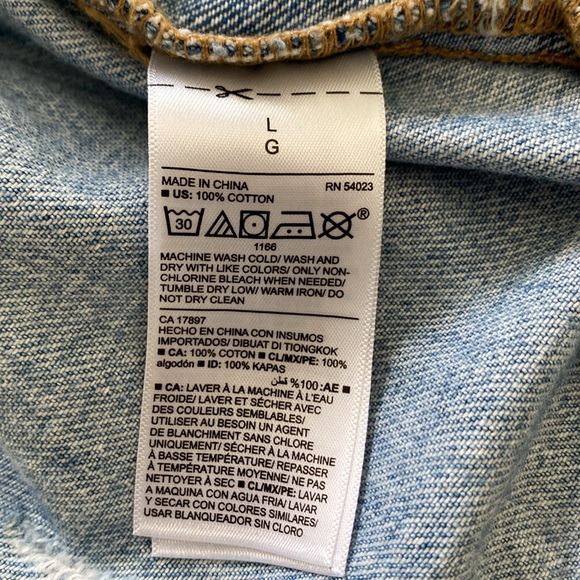 L
G
MADE IN CHINA RN 54023
■ US: 100% COTTON
30
®
1166
MACHINE WASH COLD/ WASH AND
DRY WITH LIKE COLORS/ ONLY NON-
CHLORINE BLEACH WHEN NEEDED/
TUMBLE DRY LOW/ WARM IRON/ DO
NOT DRY CLEAN
CA 17897
HECHO EN CHINA CON INSUMOS
IMPORTADOS/ DIBUAT DI TIONGKOK
■ CA: 100% COTON ■ CL/MX/PE: 100%
algodón ■ ID: 100% KAPAS
■ AE: 100% قطن
■ CA: LAVER À LA MACHINE À L'EAU
FROIDE/ LAVER ET SÉCHER AVEC
DES COULEURS SEMBLABLES/
UTILISER AU BESOIN UN AGENT
DE BLANCHIMENT SANS CHLORE
UNIQUEMENT/ SÉCHER À LA MACHINE
À BASSE TEMPÉRATURE/ REPASSER
À TEMPÉRATURE MOYENNE/ NE PAS
NETTOYER À SEC ■ CL/MX/PE: LAVAR
A MAQUINA CON AGUA FRIA/ LAVAR
Y SECAR CON COLORES SIMILARES/
USAR BLANQUEADOR SIN CLORO